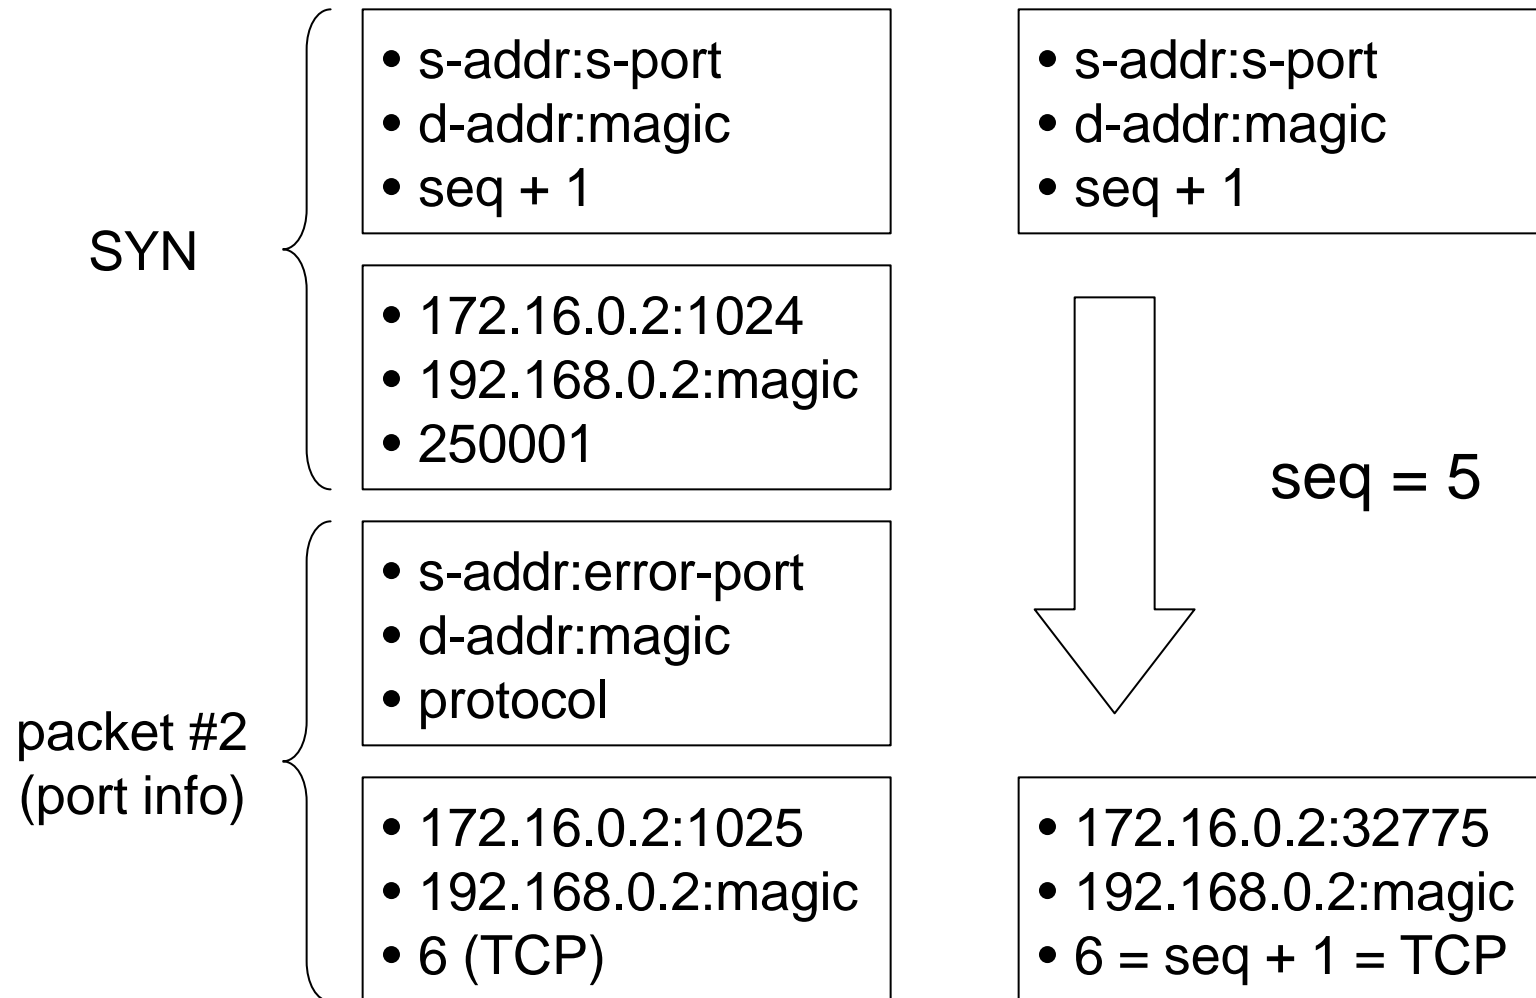 SYN
• s-addr:s-port
• d-addr:magic
• seq + 1
• 172.16.0.2:1024
• 192.168.0.2:magic
• 250001
packet #2
(port info)
• s-addr:error-port
• d-addr:magic
• protocol
• 172.16.0.2:1025
• 192.168.0.2:magic
• 6 (TCP)
• s-addr:s-port
• d-addr:magic
• seq + 1
seq = 5
• 172.16.0.2:32775
• 192.168.0.2:magic
• 6 = seq + 1 = TCP